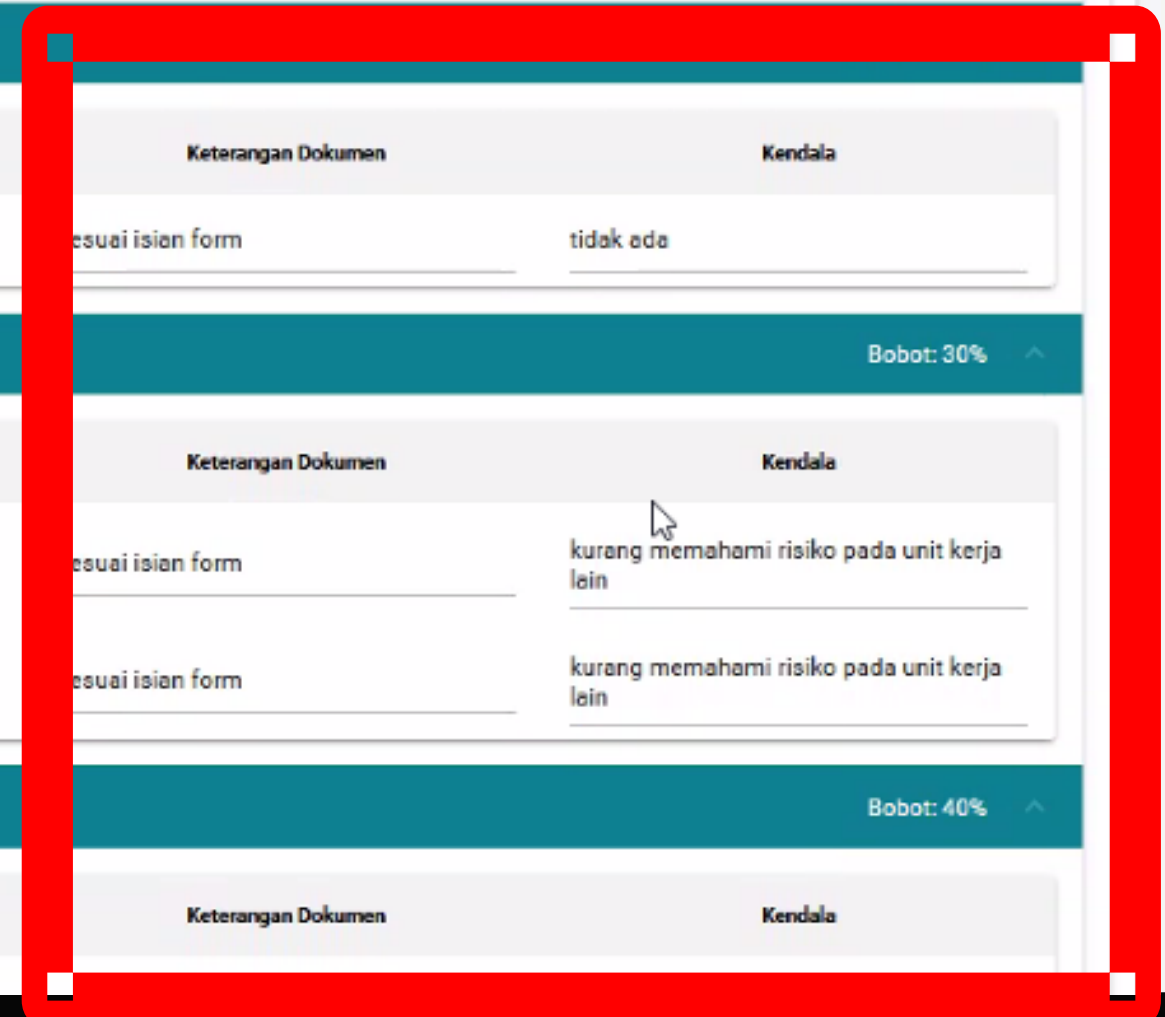 Keterangan Dokumen Kendala
esuai isian form tidak ada
Bobot: 30%
Keterangan Dokumen Kendala
esuai isian form kurang memahami risiko pada unit kerja
lain
esuai isian form kurang memahami risiko pada unit kerja
lain
Bobot: 40%
Keterangan Dokumen Kendala